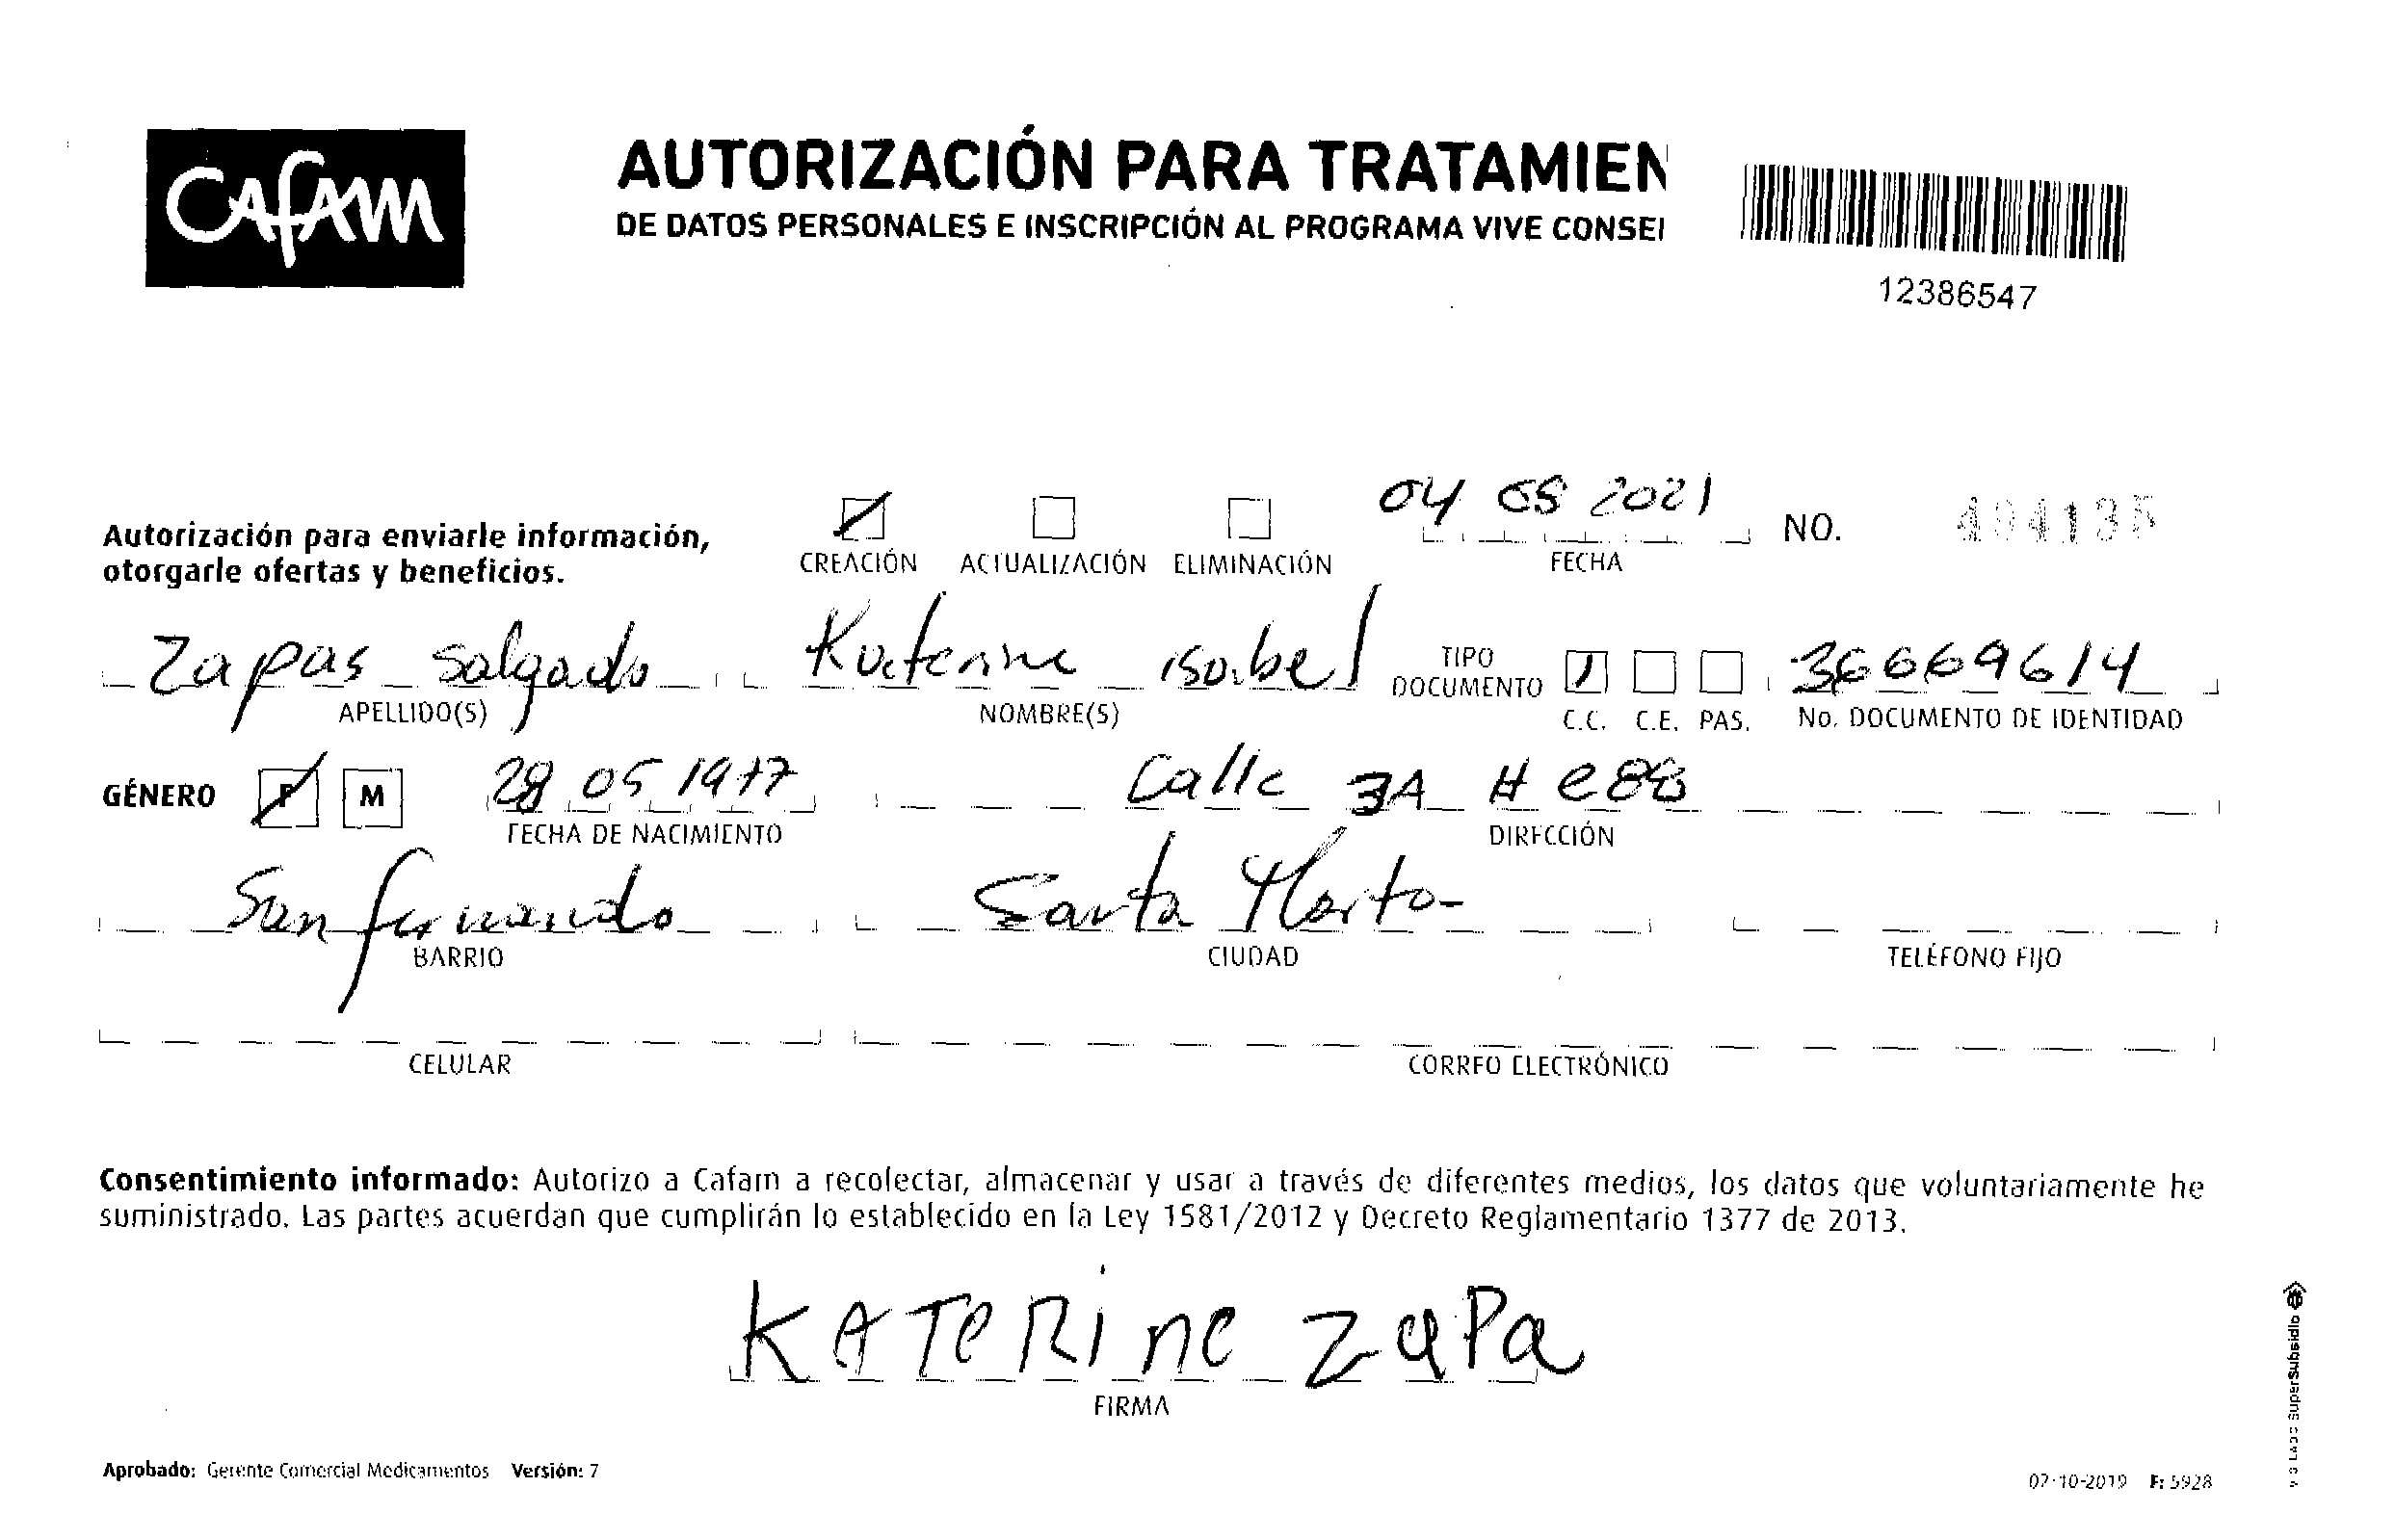 CAFAM
AUTORIZACIÓN PARA TRATAMIEN
DE DATOS PERSONALES E INSCRIPCIÓN AL PROGRAMA VIVE CONSE
12386547
Autorización para enviarle información,
otorgarle ofertas y beneficios.
CREACIÓN ACTUALIZACIÓN ELIMINACIÓN
04 08 2021
FECHA
NO. 404135
Zapas Salgado Katerine isabel
TIPO DOCUMENTO
36669614
APELLIDO(S) NOMBRE(S) C.C. C.E. PAS. No. DOCUMENTO DE IDENTIDAD
GÉNERO F M 28 05 1977 Calle 3A #
FECHA DE NACIMIENTO DIRECCIÓN
San fernando Santa Marta
BARRIO CIUDAD TELÉFONO FIJO
CELULAR CORREO ELECTRÓNICO
Consentimiento informado: Autorizo a Cafam a recolectar, almacenar y usar a través de diferentes medios, los datos que voluntariamente he
suministrado. Las partes acuerdan que cumplirán lo establecido en la Ley 1581/2012 y Decreto Reglamentario 1377 de 2013.
KATeRine ZaPa
FIRMA
Aprobado: Gerente Comercial Medicamentos Versión: 7
07-10-2019 F: 5928
VIGILADO SuperSubsidio